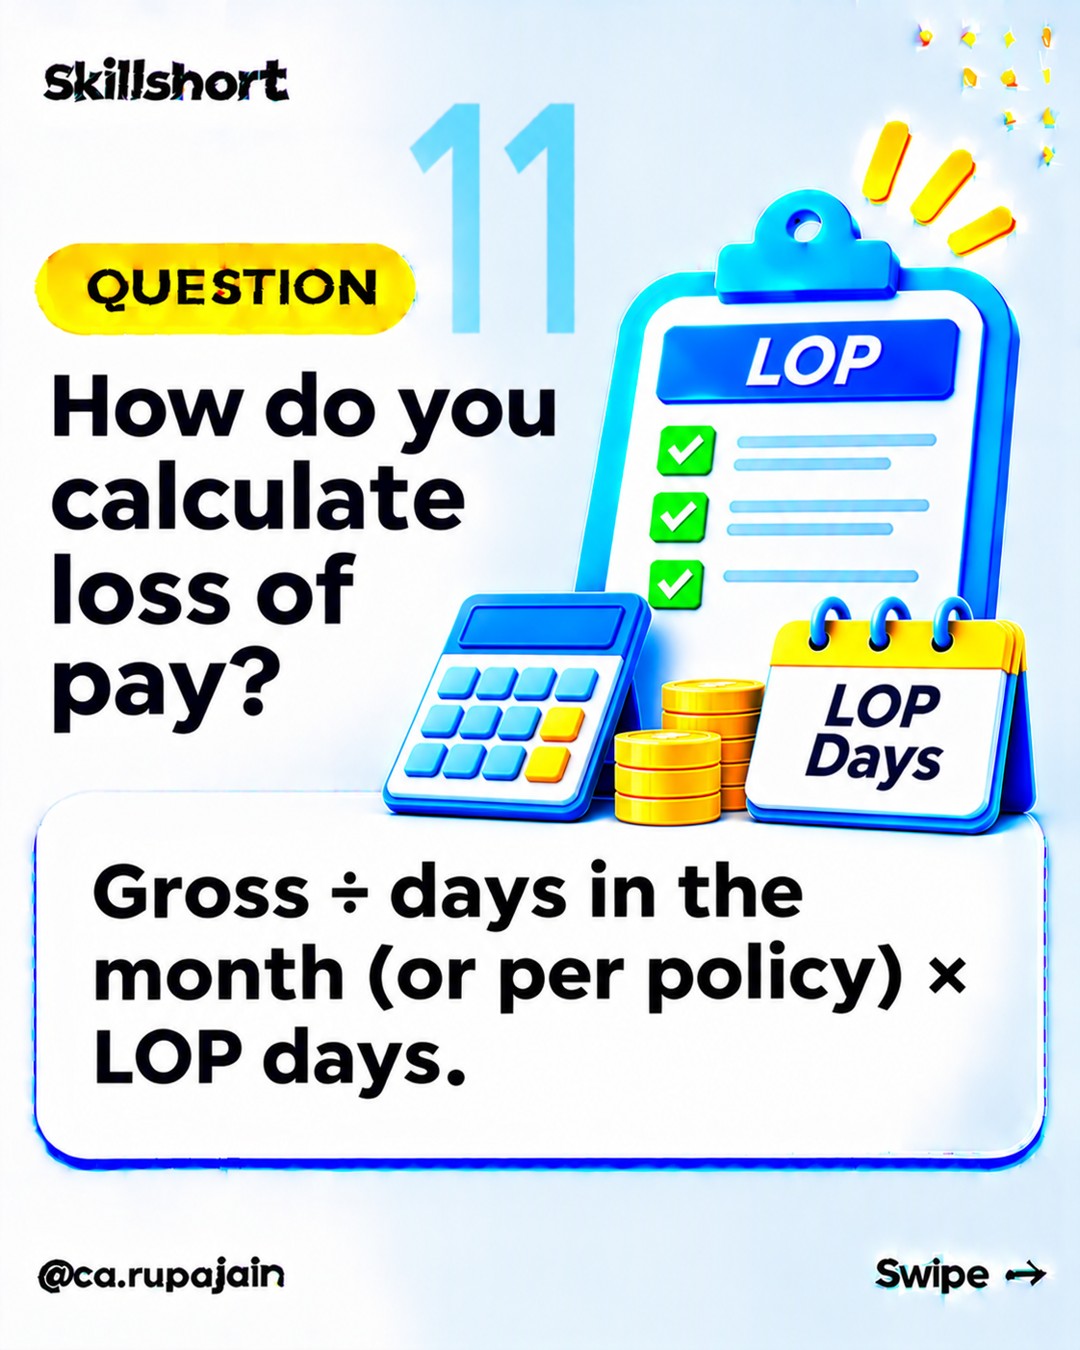 Skillshort
11
QUESTION
How do you
calculate
loss of
pay?
LOP
LOP
Days
Gross ÷ days in the
month (or per policy) ×
LOP days.
@ca.rupajain
Swipe →